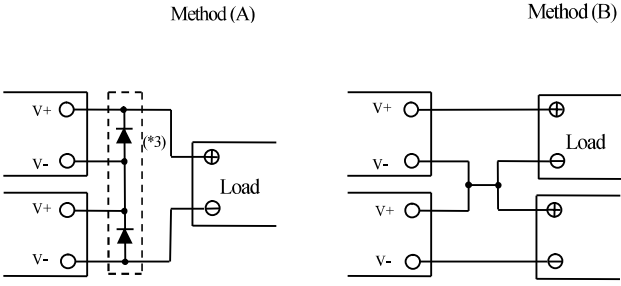 Method (A)
Method (B)
V+
(*3)
V-
Load
V+
V-
V+
Load
V-
V+
V-